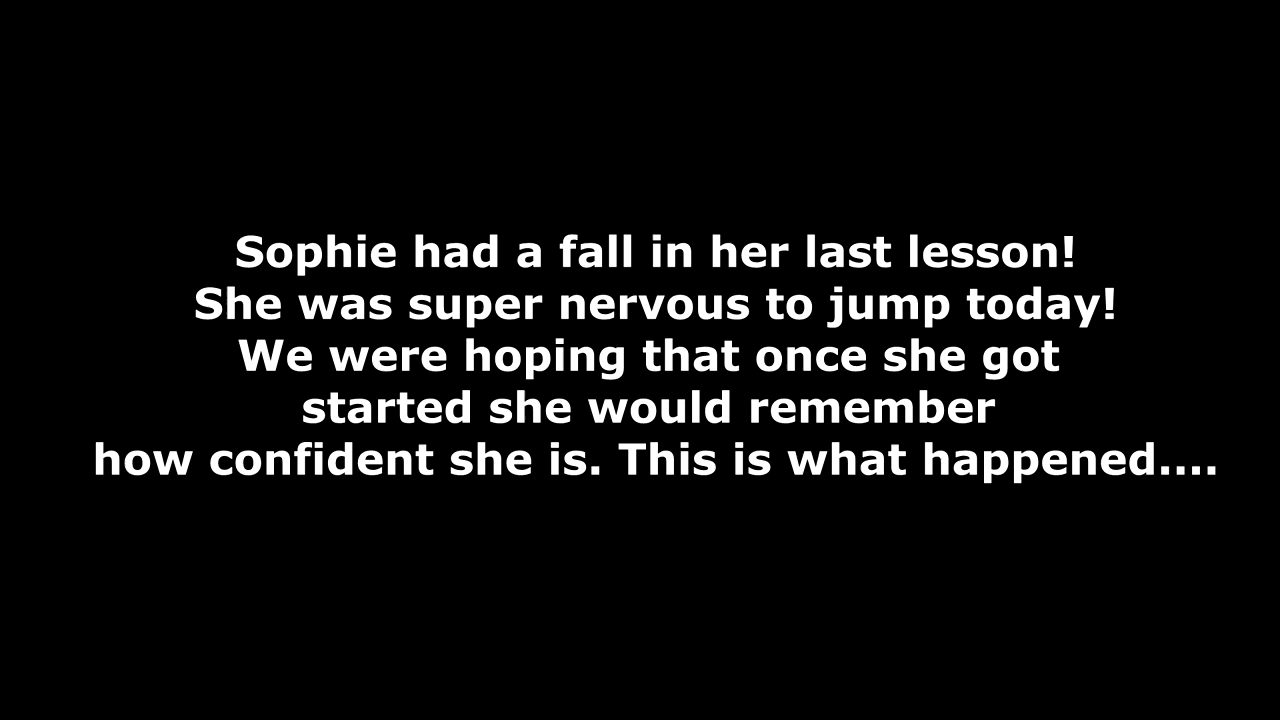 Sophie had a fall in her last lesson!
She was super nervous to jump today!
We were hoping that once she got
started she would remember
how confident she is. This is what happened....